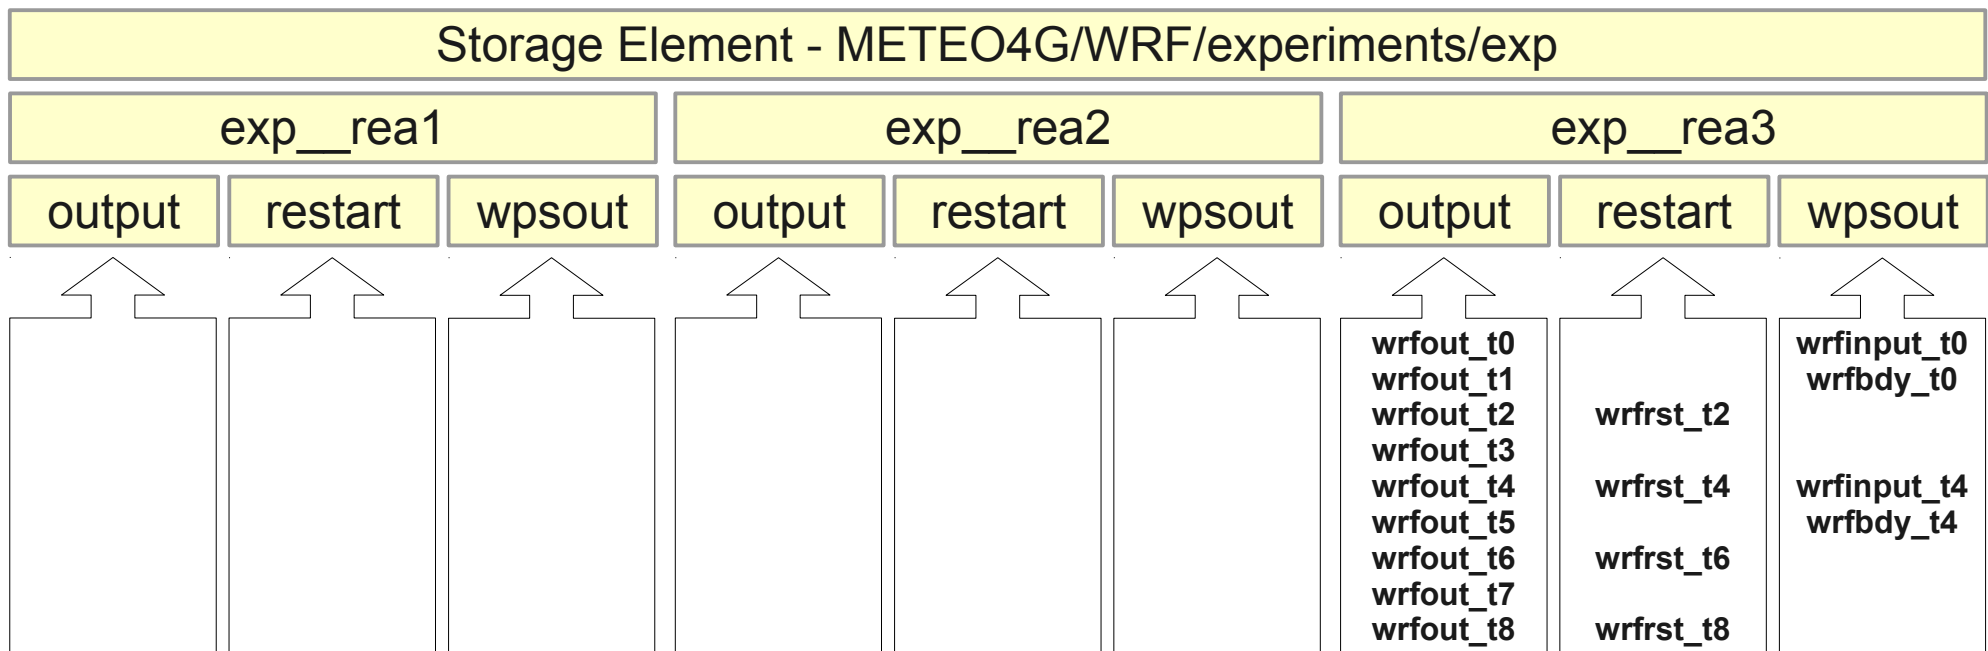 Storage Element - METEO4G/WRF/experiments/exp
exp__rea1
exp__rea2
exp__rea3
output
restart
wpsout
output
restart
wpsout
output
restart
wpsout
wrfout_t0
wrfout_t1
wrfout_t2
wrfout_t3
wrfout_t4
wrfout_t5
wrfout_t6
wrfout_t7
wrfout_t8
wrfrst_t2
wrfrst_t4
wrfrst_t6
wrfrst_t8
wrfinput_t0
wrfbdy_t0
wrfinput_t4
wrfbdy_t4